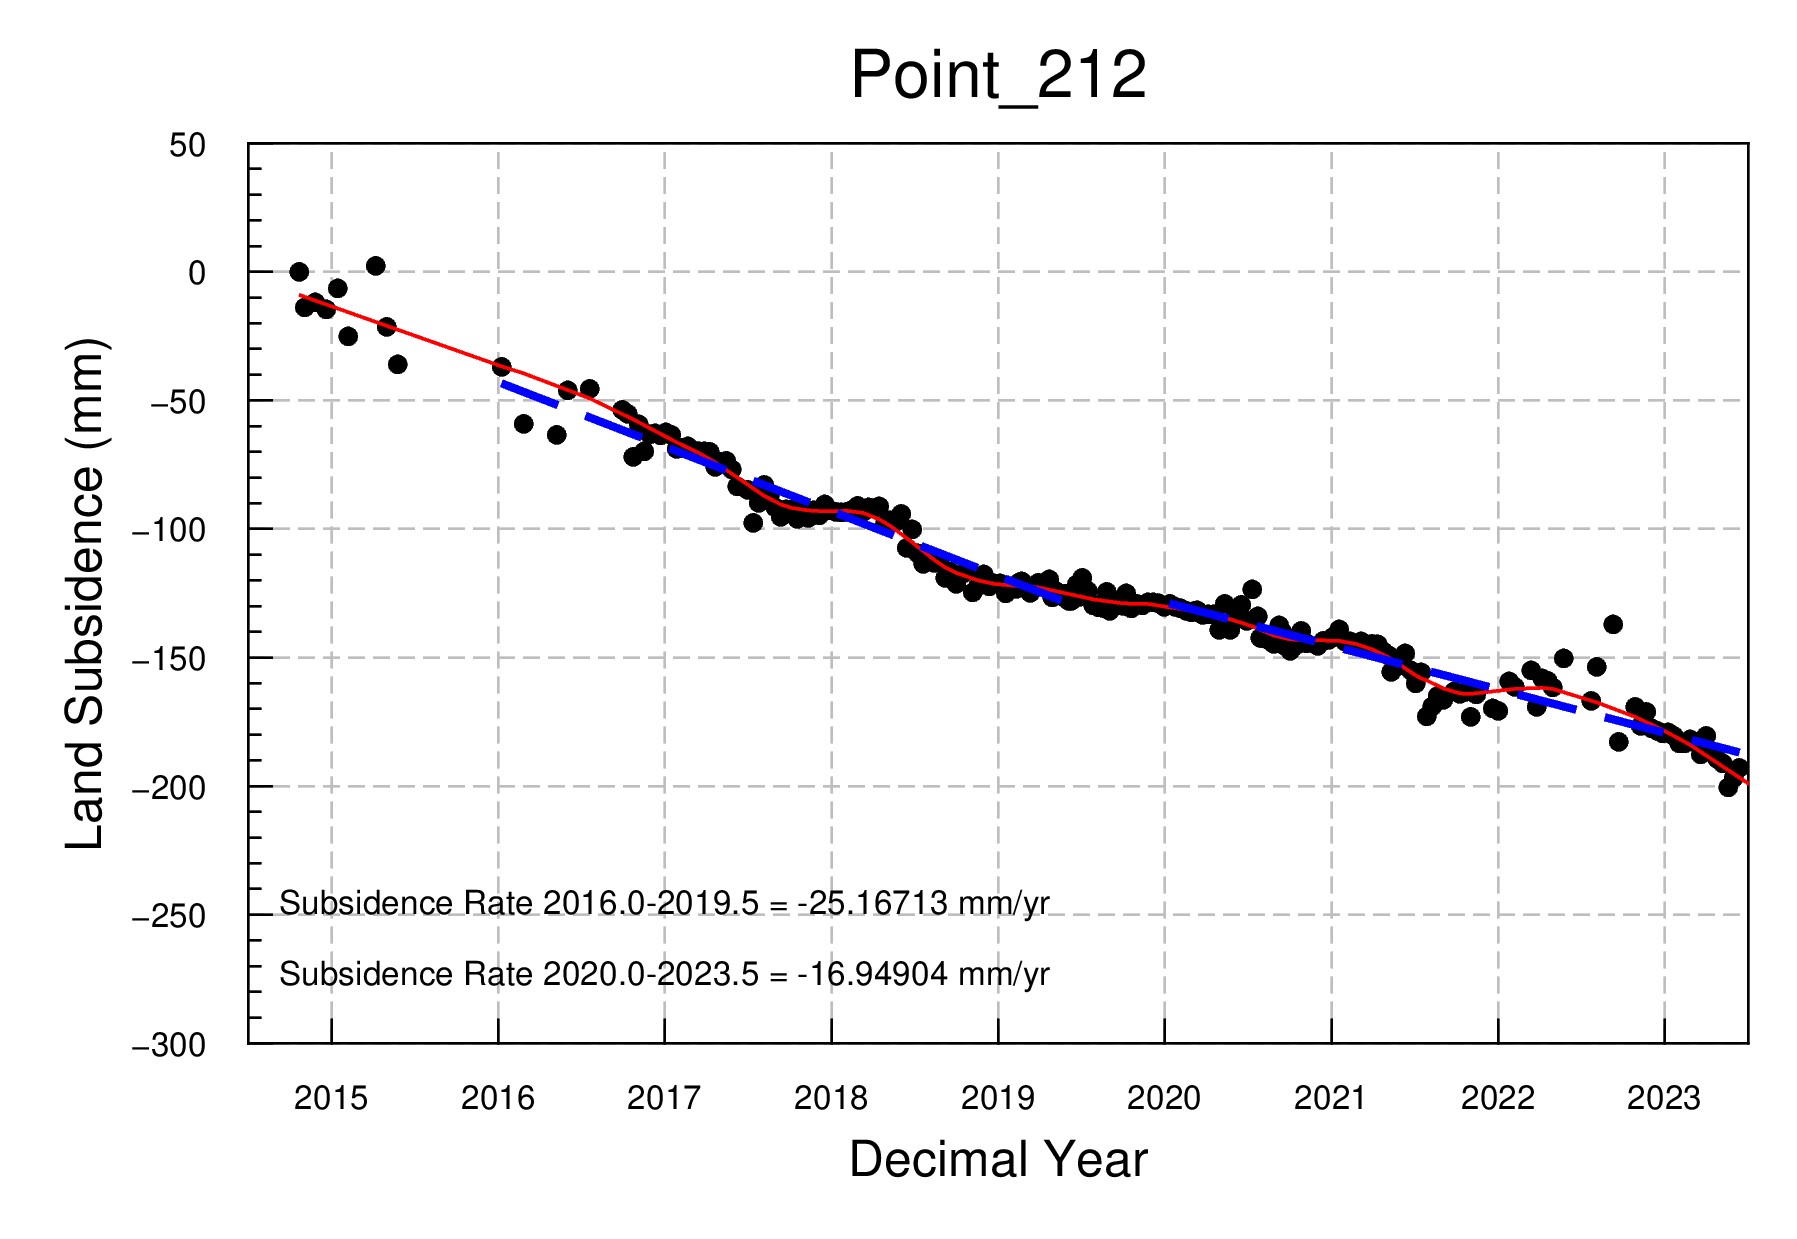 Point_212
50
0
−50
−100
−150
−200
−250
−300
Land Subsidence (mm)
Subsidence Rate 2016.0-2019.5 = -25.16713 mm/yr
Subsidence Rate 2020.0-2023.5 = -16.94904 mm/yr
2015 2016 2017 2018 2019 2020 2021 2022 2023
Decimal Year